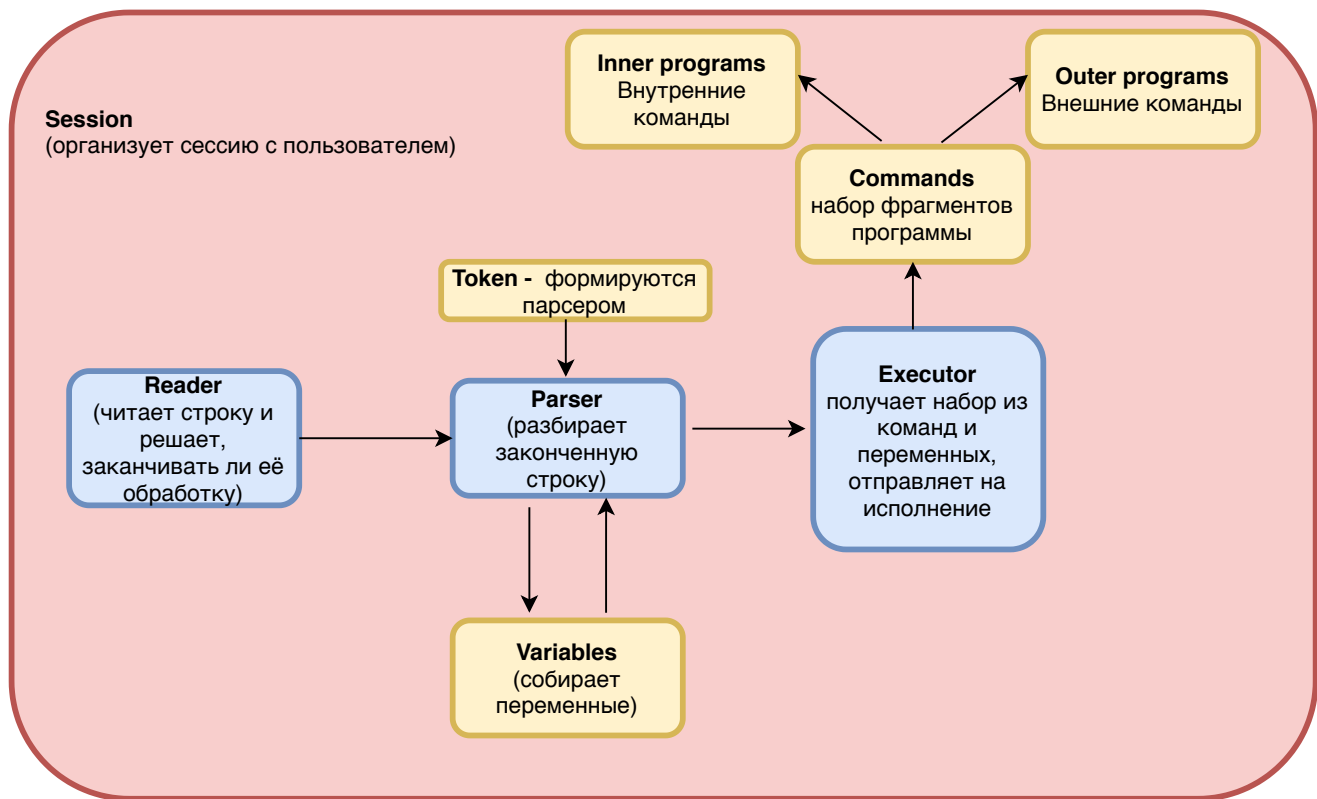 Session
(организует сессию с пользователем)
Inner programs
Внутренние
команды
Outer programs
Внешние команды
Commands
набор фрагментов
программы
Token - формируются
парсером
Reader
(читает строку и
решает,
заканчивать ли её
обработку)
Parser
(разбирает
законченную
строку)
Executor
получает набор из
команд и
переменных,
отправляет на
исполнение
Variables
(собирает
переменные)